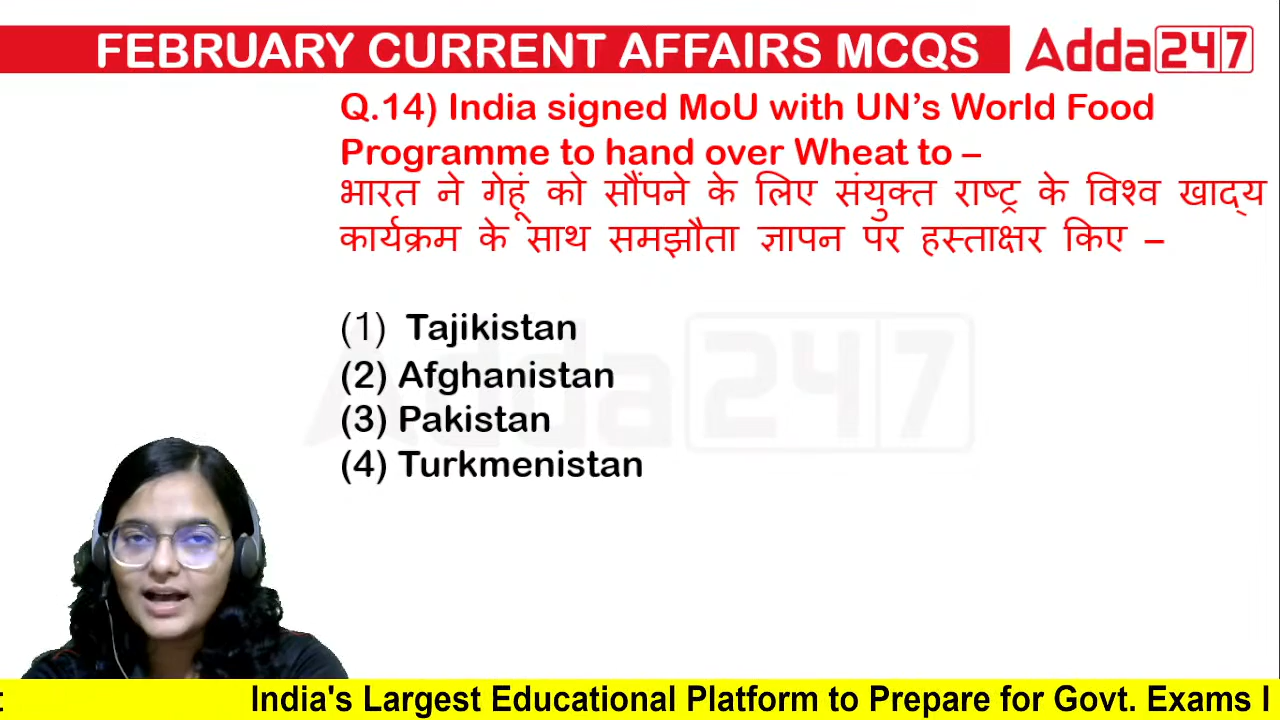 FEBRUARY CURRENT AFFAIRS MCQS
Adda247
Q.14) India signed MoU with UN’s World Food
Programme to hand over Wheat to –
भारत ने गेहूं को सौंपने के लिए संयुक्त राष्ट्र के विश्व खाद्य
कार्यक्रम के साथ समझौता ज्ञापन पर हस्ताक्षर किए –
(1) Tajikistan
(2) Afghanistan
(3) Pakistan
(4) Turkmenistan
Adda247
India's Largest Educational Platform to Prepare for Govt. Exams I